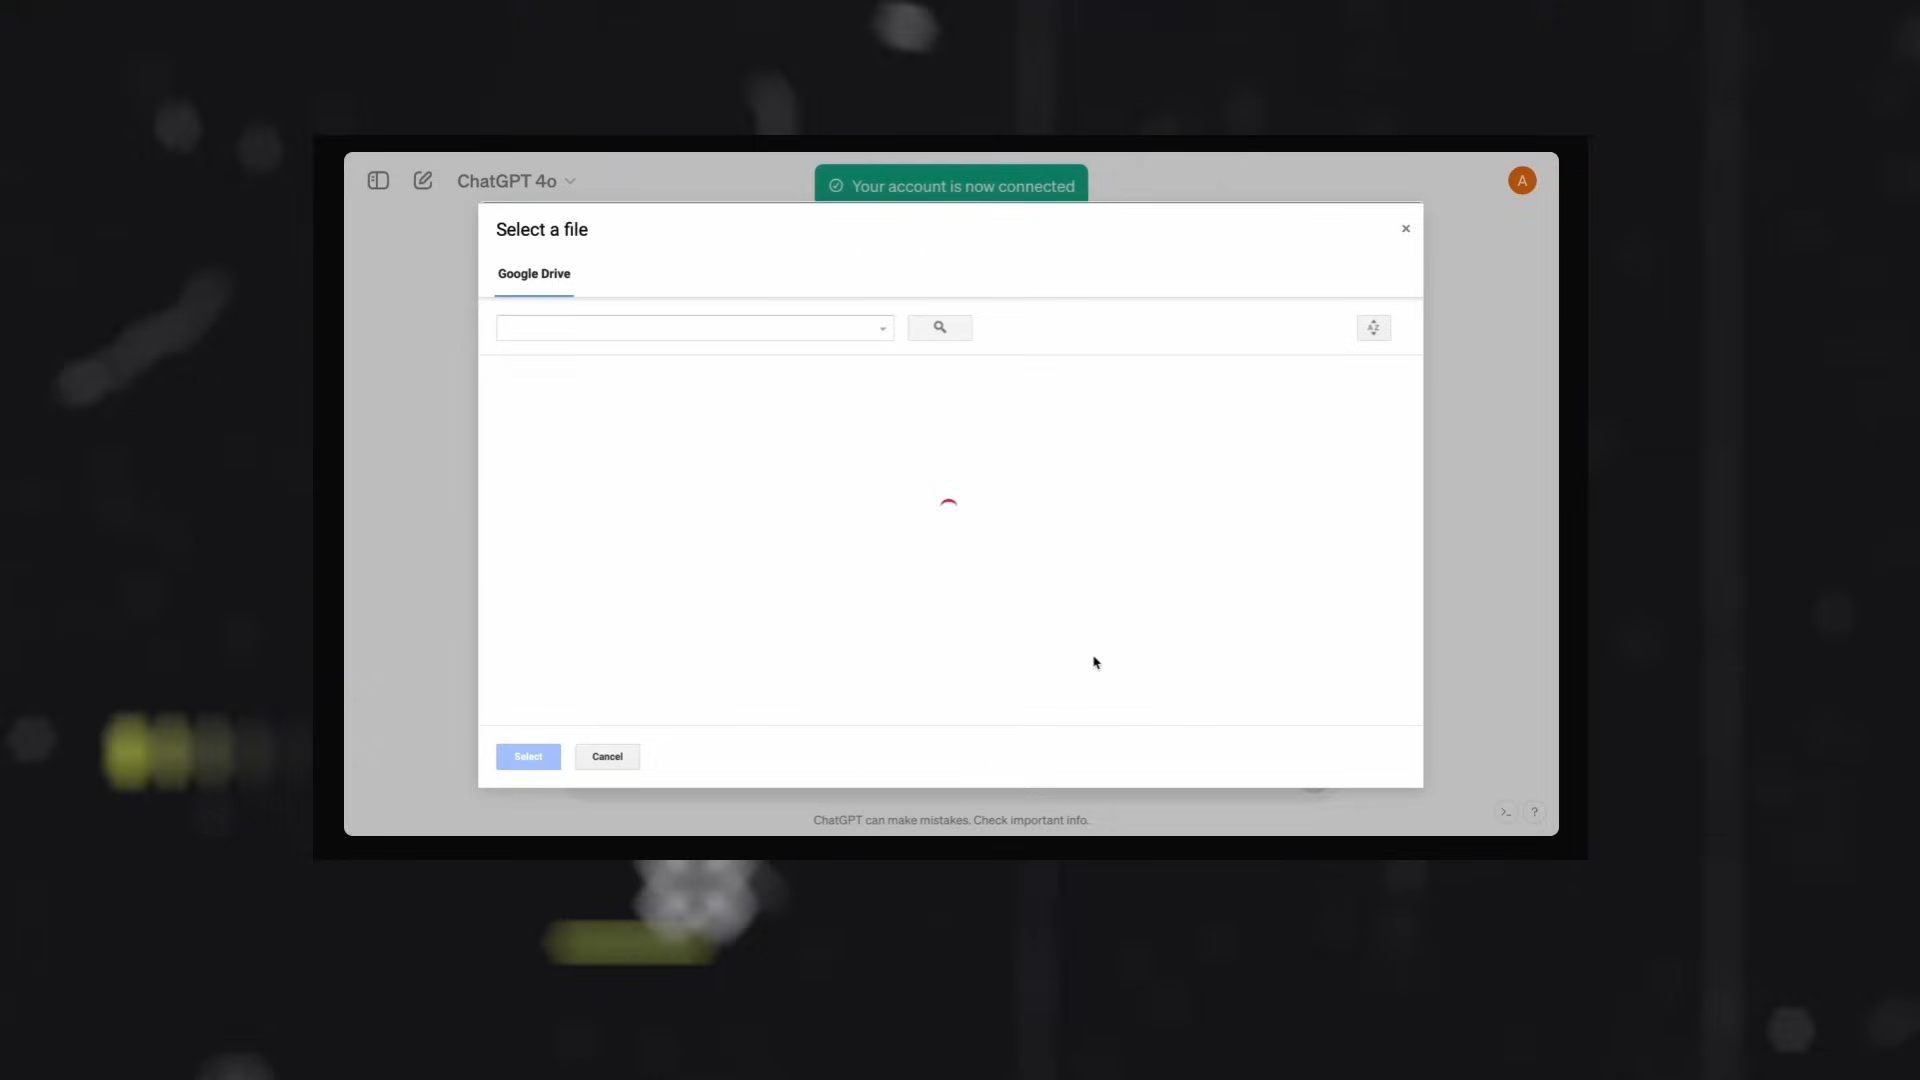 ChatGPT 4o
Your account is now connected
A
Select a file
×
Google Drive
AZ
Select
Cancel
ChatGPT can make mistakes. Check important info.
>_
?